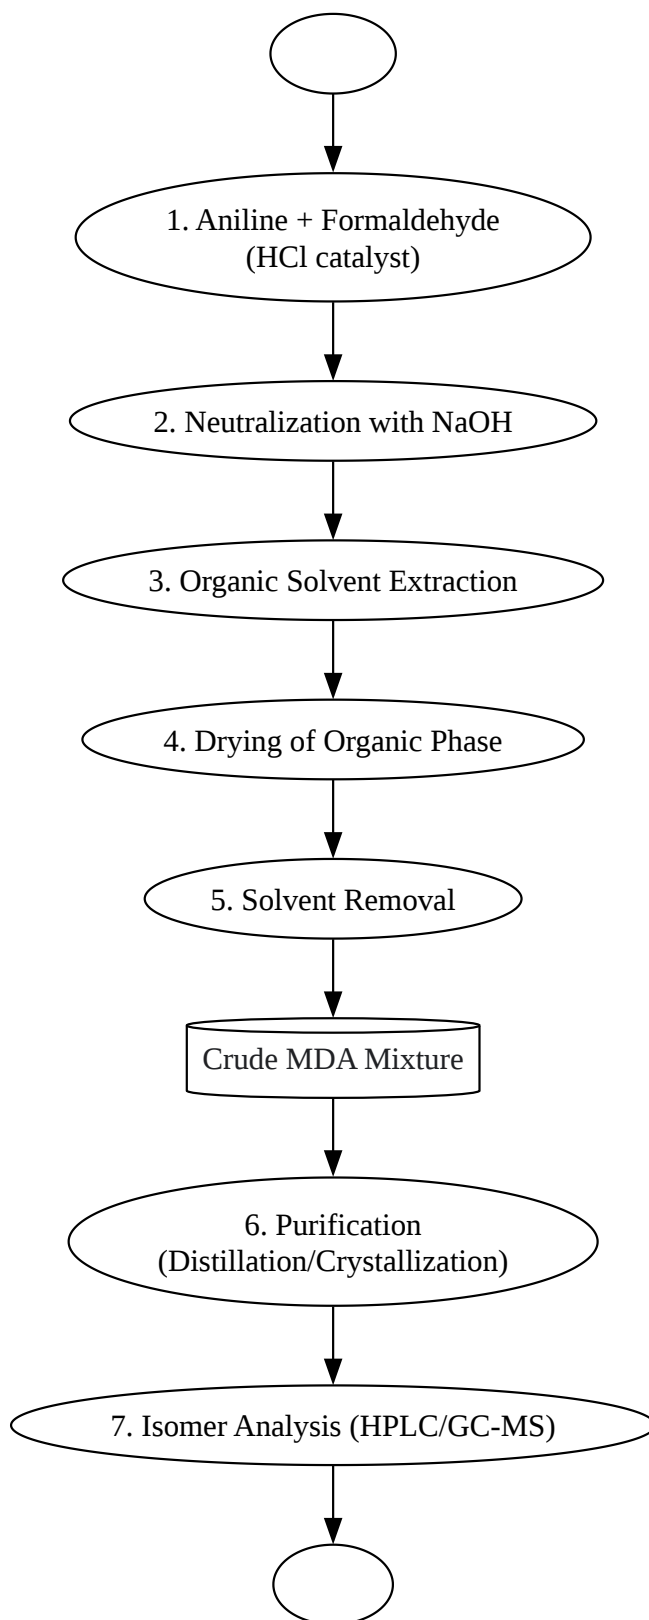 1. Aniline + Formaldehyde
(HCl catalyst)
2. Neutralization with NaOH
3. Organic Solvent Extraction
4. Drying of Organic Phase
5. Solvent Removal
Crude MDA Mixture
6. Purification
(Distillation/Crystallization)
7. Isomer Analysis (HPLC/GC-MS)